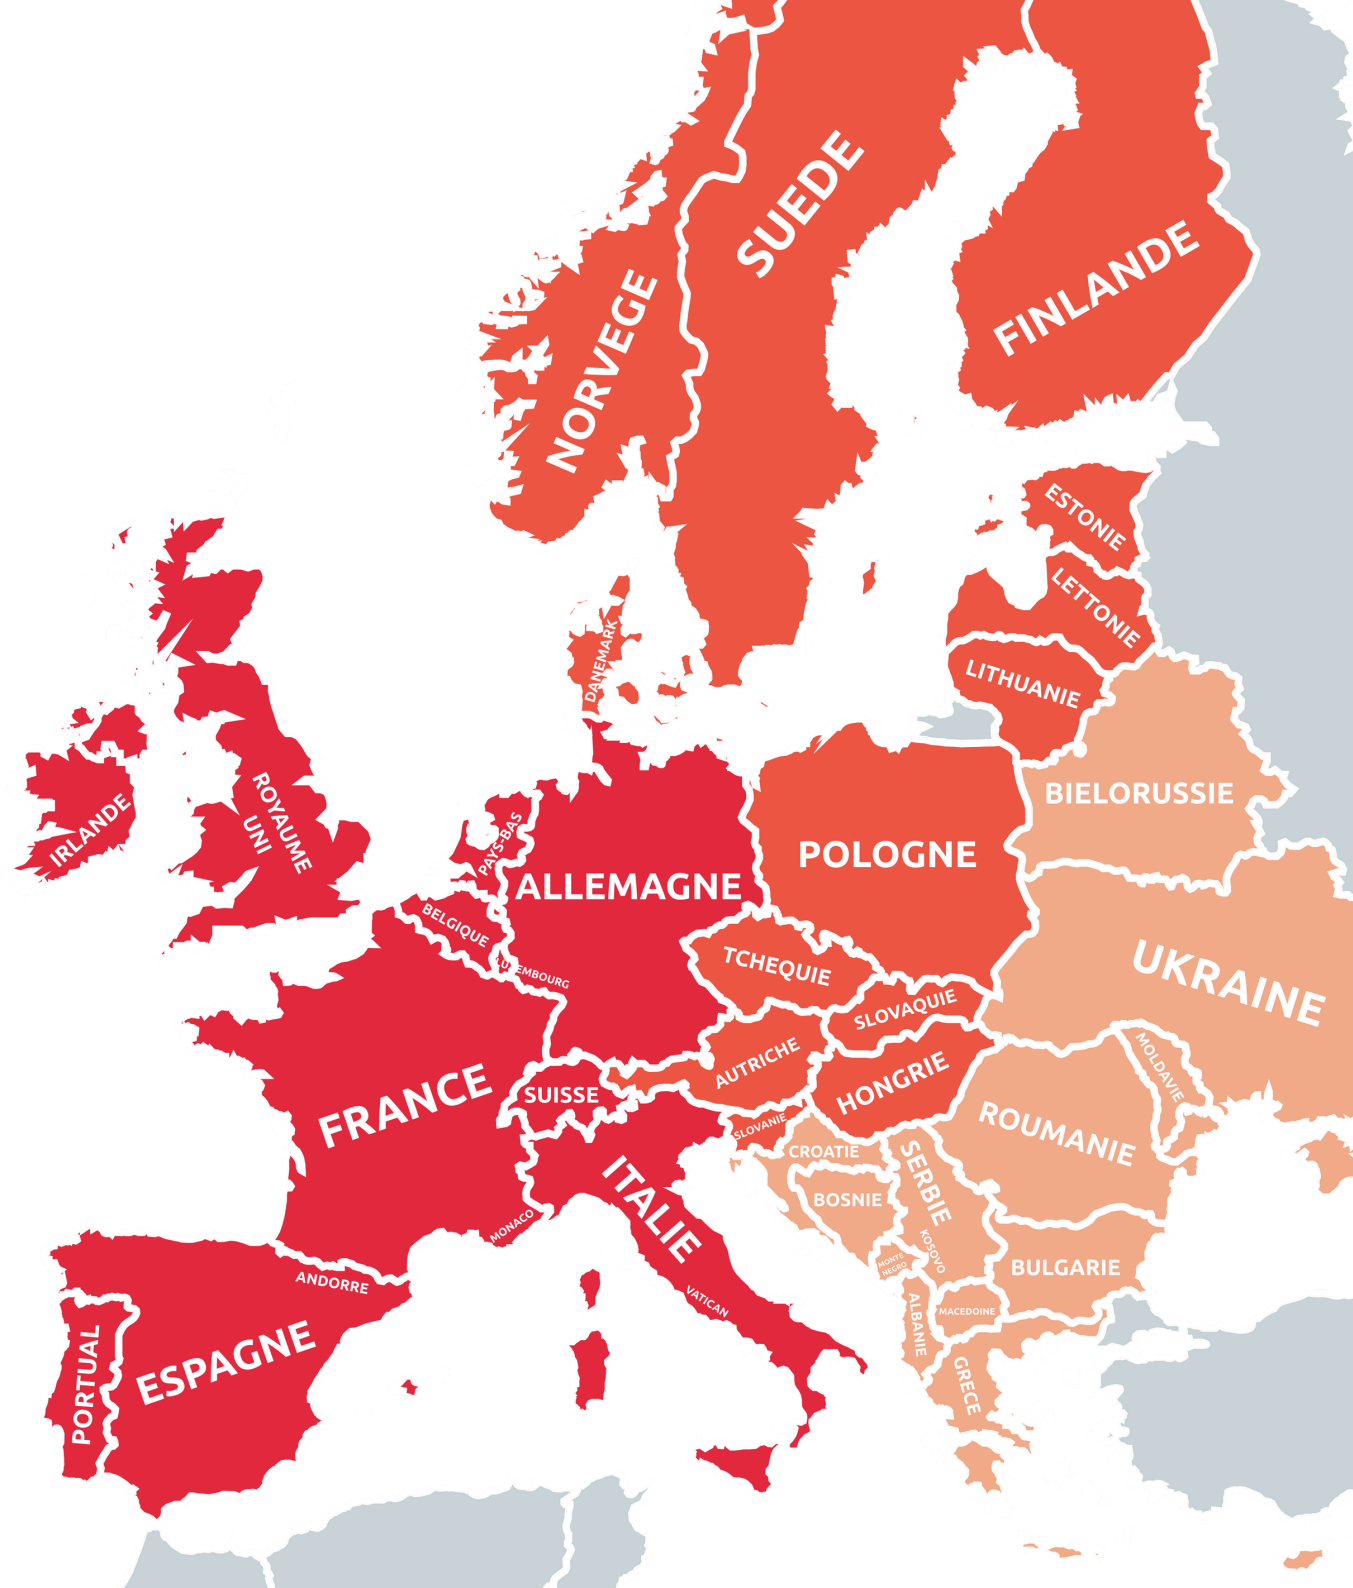 SUEDE
FINLANDE
NORVEGE
ESTONIE
LETTONIE
DANEMARK
LITHUANIE
IRLANDE
ROYAUME
UNI
PAYS-BAS
BIELORUSSIE
POLOGNE
ALLEMAGNE
BELGIQUE
LUXEMBOURG
TCHEQUIE
UKRAINE
SLOVAQUIE
AUTRICHE
HONGRIE
MOLDAVIE
FRANCE
SUISSE
SLOVANIE
CROATIE
ROUMANIE
ITALIE
SERBIE
BOSNIE
MONACO
KOSOVO
MONTE
NEGRO
BULGARIE
ANDORRE
VATICAN
ALBANIE
MACEDOINE
PORTUGAL
ESPAGNE
GRECE